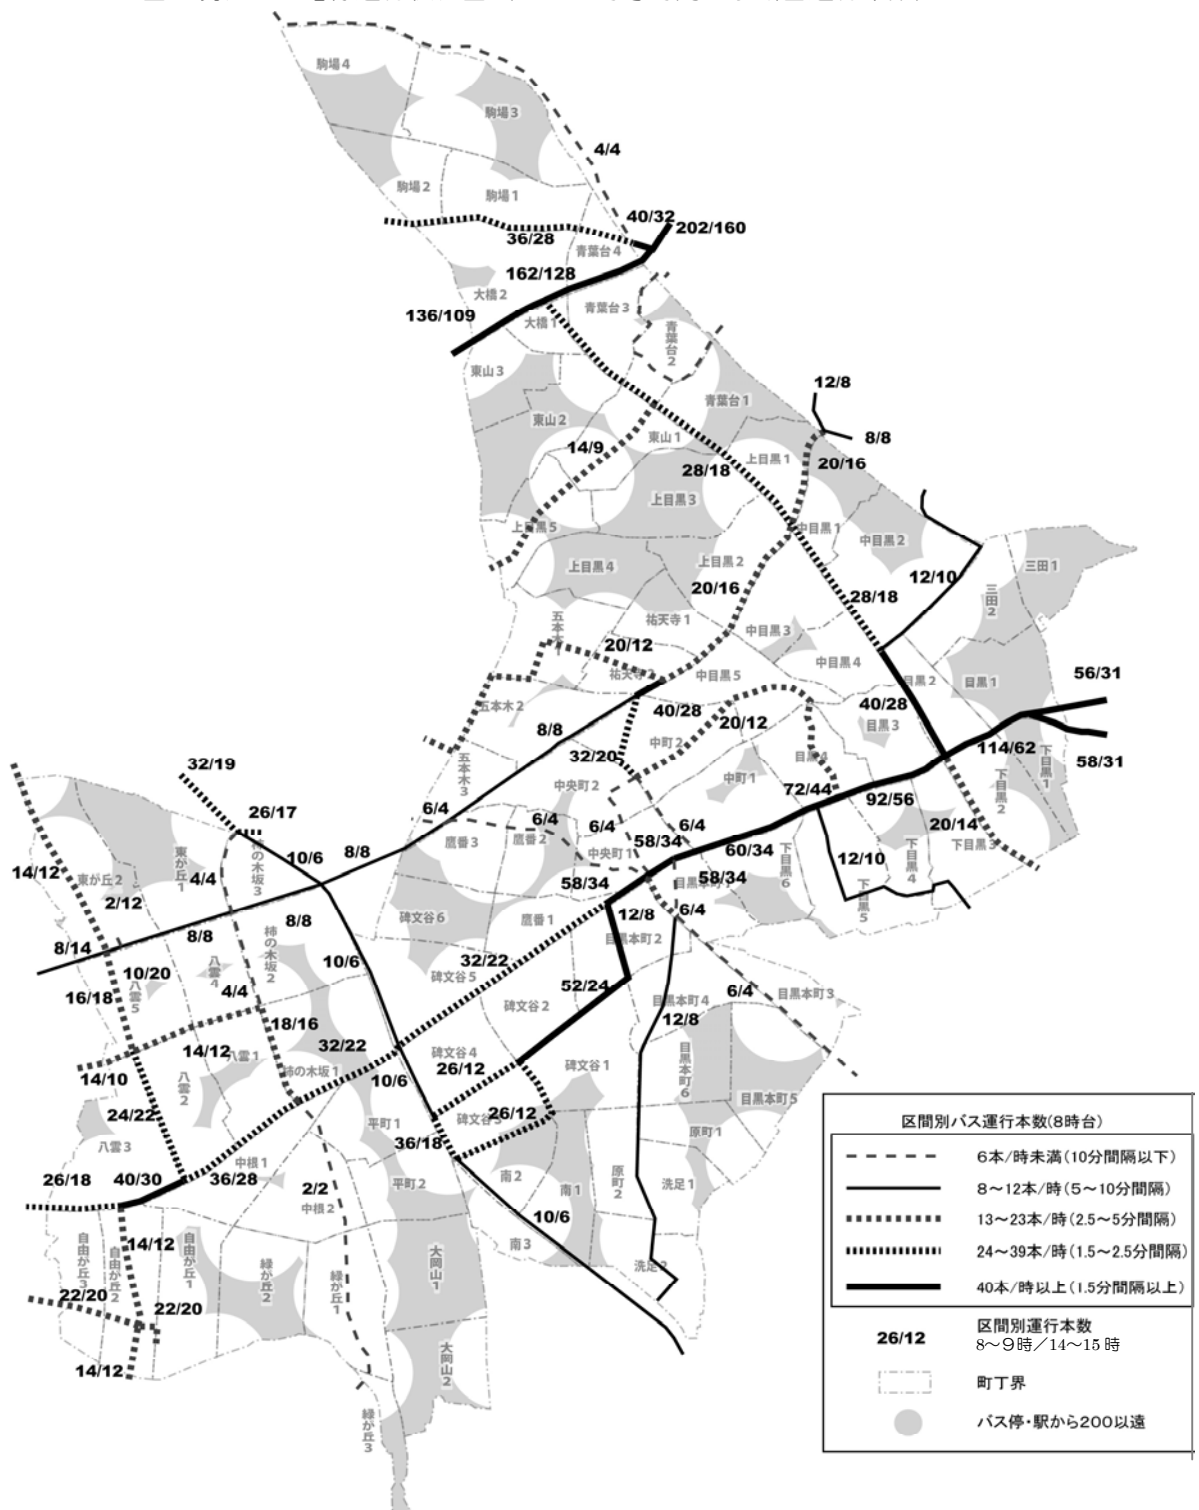 駒場4
駒場3
4/4
駒場2
駒場1
40/32
202/160
36/28
青葉台4
162/128
大橋2
青葉台3
136/109
大橋1
青葉台2
東山3
12/8
青葉台1
東山2
東山1
8/8
14/9
上目黒1
20/16
28/18
上目黒3
上目黒5
中目黒1
中目黒2
上目黒4
上目黒2
三田1
12/10
20/16
28/18
三田2
祐天寺1
五本木1
中目黒3
20/12
中目黒4
祐天寺2
中目黒5
目黒2
目黒1
56/31
五本木2
40/28
40/28
8/8
20/12
目黒3
中町2
32/20
目黒4
114/62
下目黒1
58/31
五本木3
32/19
中央町2
中町1
72/44
92/56
下目黒2
26/17
6/4
6/4
6/4
6/4
20/14
鷹番3
鷹番2
60/34
下目黒3
東が丘1
柿の木坂3
10/6
8/8
中央町1
58/34
下目黒6
12/10
下目黒4
14/12
東が丘2
4/4
58/34
58/34
目黒本町1
下目黒5
2/12
碑文谷6
鷹番1
12/8
6/4
8/14
8/8
8/8
柿の木坂2
目黒本町2
10/20
八雲4
10/6
32/22
碑文谷5
52/24
16/18
八雲5
4/4
碑文谷2
目黒本町4
6/4
目黒本町3
18/16
12/8
14/12
八雲1
32/22
碑文谷4
碑文谷1
目黒本町6
14/10
八雲2
柿の木坂1
10/6
26/12
目黒本町5
24/22
平町1
碑文谷3
26/12
原町1
八雲3
36/18
26/18
40/30
36/28
中根1
平町2
南2
原町2
洗足1
2/2
中根2
南1
10/6
14/12
南3
自由が丘3
自由が丘2
自由が丘1
緑が丘2
緑が丘1
大岡山1
洗足2
22/20
22/20
14/12
大岡山2
緑が丘3
区間別バス運行本数(8時台)
6本/時未満(10分間隔以下)
8～12本/時(5～10分間隔)
13～23本/時(2.5～5分間隔)
24～39本/時(1.5～2.5分間隔)
40本/時以上(1.5分間隔以上)
26/12
区間別運行本数
8～9時／14～15時
町丁界
バス停・駅から200以遠